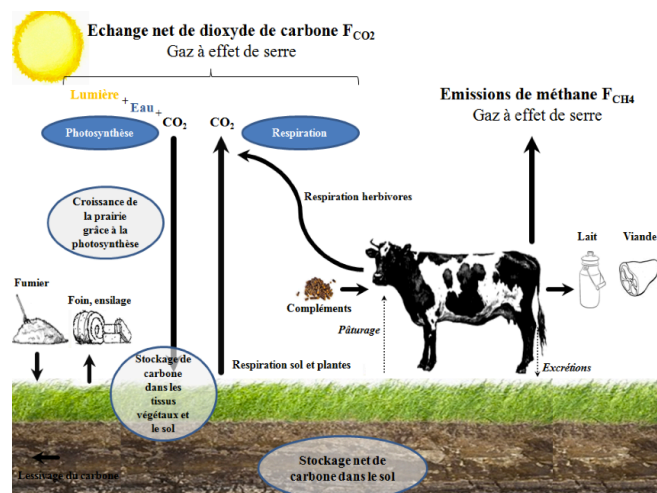 Echange net de dioxyde de carbone F_CO2
Gaz à effet de serre
Lumière + Eau + CO2
CO2
Photosynthèse
Respiration
Emissions de méthane F_CH4
Gaz à effet de serre
Croissance de
la prairie
grâce à la
photosynthèse
Respiration herbivores
Lait
Viande
Fumier
Foin, ensilage
Compléments
Pâturage
Stockage de
carbone
dans les
tissus
végétaux et
le sol
Respiration sol et plantes
Excrétions
Lessivage du carbone
Stockage net de
carbone dans le sol